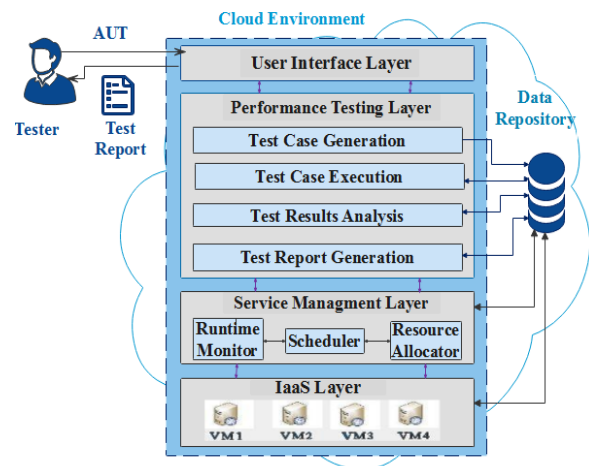 Cloud Environment
AUT
User Interface Layer
Tester
Test
Report
Performance Testing Layer
Test Case Generation
Test Case Execution
Test Results Analysis
Test Report Generation
Data
Repository
Service Managment Layer
Runtime
Monitor
Scheduler
Resource
Allocator
IaaS Layer
VM1
VM2
VM3
VM4